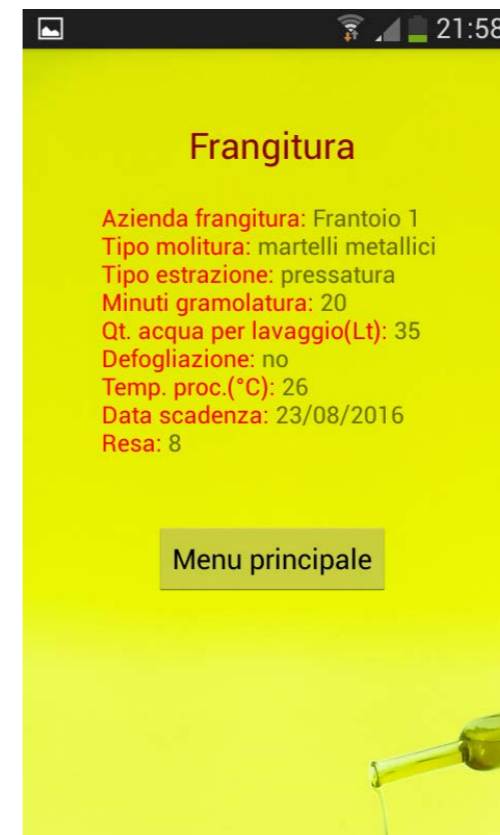 21:58
Frangitura
Azienda frangitura: Frantoio 1
Tipo molitura: martelli metallici
Tipo estrazione: pressatura
Minuti gramolatura: 20
Qt. acqua per lavaggio(Lt): 35
Defogliazione: no
Temp. proc.(°C): 26
Data scadenza: 23/08/2016
Resa: 8
Menu principale